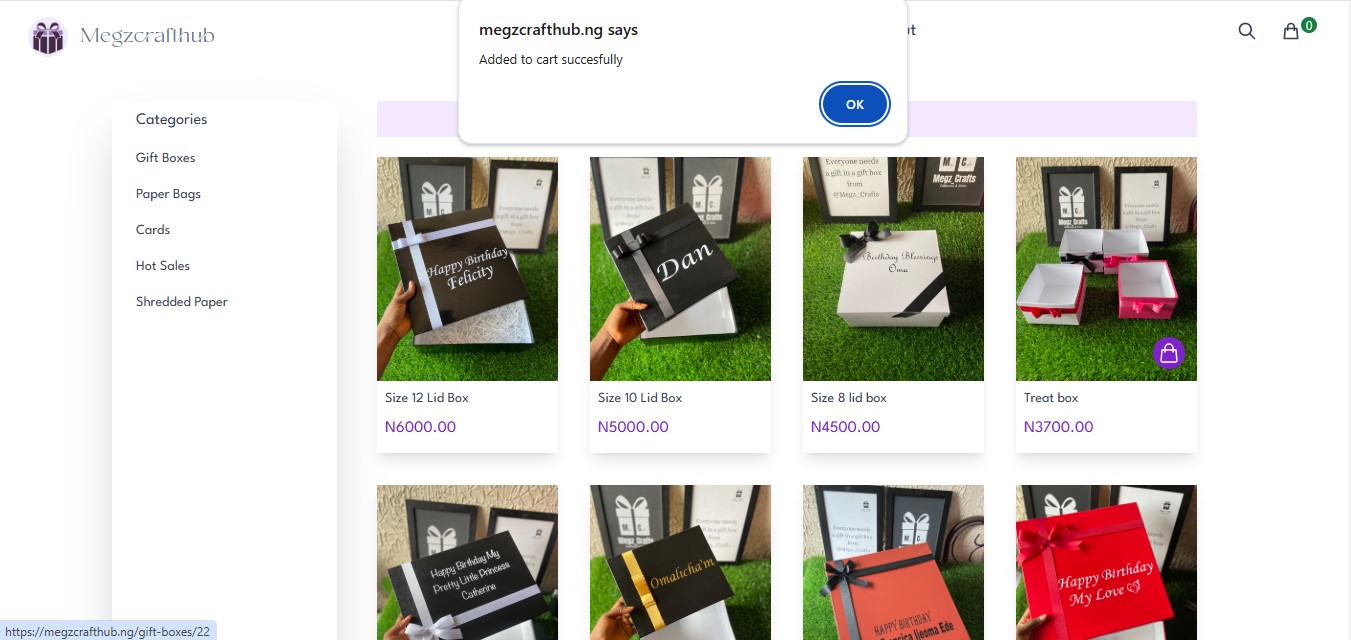 megzcrafthub.ng says
Added to cart succesfully
OK
Megzcrafthub
ut
0
Categories
Gift Boxes
Paper Bags
Cards
Hot Sales
Shredded Paper
Happy Birthday
Felicity
Dan
Everyone needs
a gift in a gift box
from
@Megz_Crafts
M C
Megz_Crafts
Birthday Blessings
Oma
Size 12 Lid Box
N6000.00
Size 10 Lid Box
N5000.00
Size 8 lid box
N4500.00
Treat box
N3700.00
Happy Birthday My
Pretty Little Princess
Catherine
Omalicha'm
HAPPY BIRTHDAY
Ijeoma Ede
Happy Birthday
My Love
https://megzcrafthub.ng/gift-boxes/22